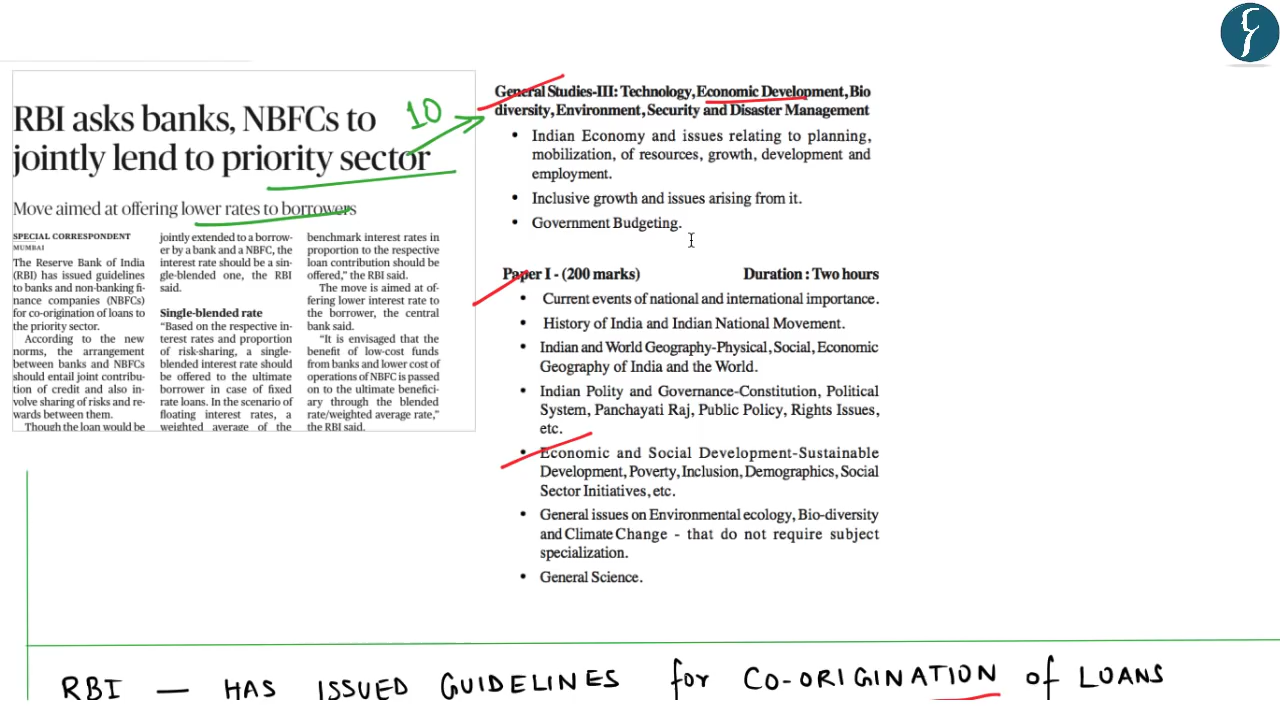 RBI asks banks, NBFCs to
jointly lend to priority sector
10
Move aimed at offering lower rates to borrowers
SPECIAL CORRESPONDENT
MUMBAI
The Reserve Bank of India
(RBI) has issued guidelines
to banks and non-banking fi-
nance companies (NBFCs)
for co-origination of loans to
the priority sector.
According to the new
norms, the arrangement
between banks and NBFCs
should entail joint contribu-
tion of credit and also in-
volve sharing of risks and re-
wards between them.
Though the loan would be
jointly extended to a borrow-
er by a bank and a NBFC, the
interest rate should be a sin-
gle-blended one, the RBI
said.
Single-blended rate
“Based on the respective in-
terest rates and proportion
of risk-sharing, a single-
blended interest rate should
be offered to the ultimate
borrower in case of fixed
rate loans. In the scenario of
floating interest rates, a
weighted average of the
benchmark interest rates in
proportion to the respective
loan contribution should be
offered,” the RBI said.
The move is aimed at of-
fering lower interest rate to
the borrower, the central
bank said.
“It is envisaged that the
benefit of low-cost funds
from banks and lower cost of
operations of NBFC is passed
on to the ultimate benefici-
ary through the blended
rate/weighted average rate,”
the RBI said.
General Studies-III: Technology, Economic Development, Bio
diversity, Environment, Security and Disaster Management
• Indian Economy and issues relating to planning,
mobilization, of resources, growth, development and
employment.
• Inclusive growth and issues arising from it.
• Government Budgeting.
Paper I - (200 marks) Duration : Two hours
• Current events of national and international importance.
• History of India and Indian National Movement.
• Indian and World Geography-Physical, Social, Economic
Geography of India and the World.
• Indian Polity and Governance-Constitution, Political
System, Panchayati Raj, Public Policy, Rights Issues,
etc.
• Economic and Social Development-Sustainable
Development, Poverty, Inclusion, Demographics, Social
Sector Initiatives, etc.
• General issues on Environmental ecology, Bio-diversity
and Climate Change - that do not require subject
specialization.
• General Science.
RBI — HAS ISSUED GUIDELINES for CO-ORIGINATION of LOANS